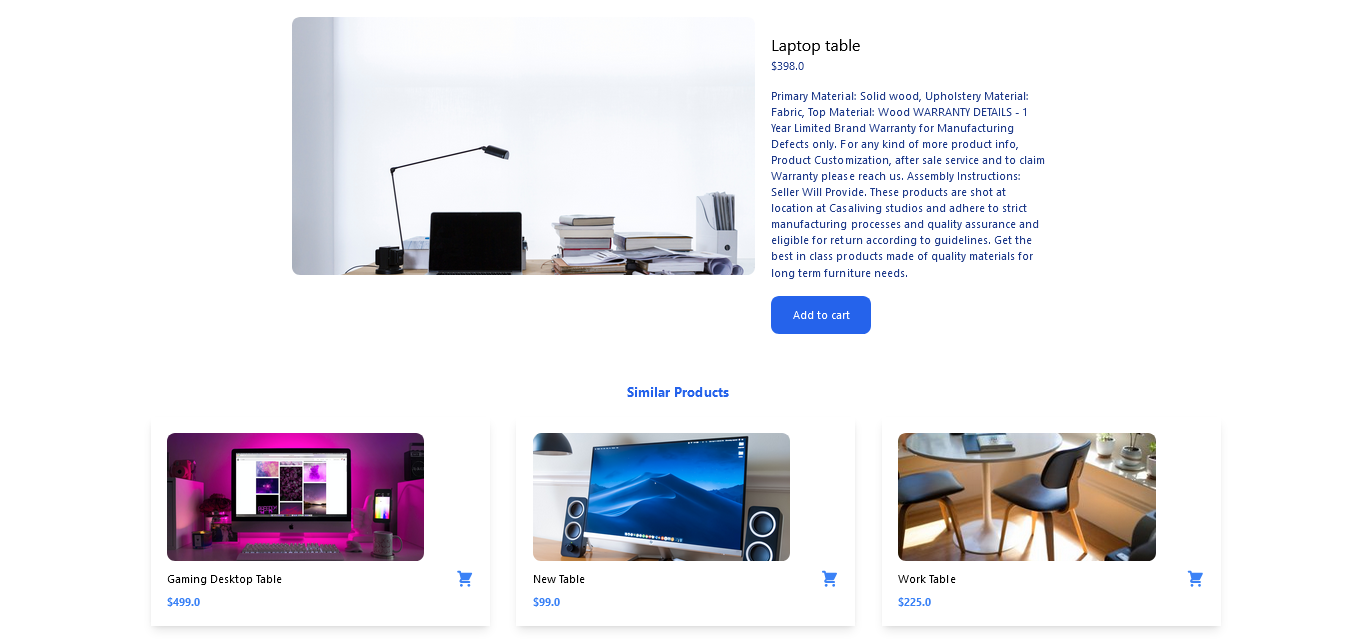 Laptop table
$398.0
Primary Material: Solid wood, Upholstery Material:
Fabric, Top Material: Wood WARRANTY DETAILS - 1
Year Limited Brand Warranty for Manufacturing
Defects only. For any kind of more product info,
Product Customization, after sale service and to claim
Warranty please reach us. Assembly Instructions:
Seller Will Provide. These products are shot at
location at Casaliving studios and adhere to strict
manufacturing processes and quality assurance and
eligible for return according to guidelines. Get the
best in class products made of quality materials for
long term furniture needs.
Add to cart
Similar Products
Gaming Desktop Table
$499.0
New Table
$99.0
Work Table
$225.0